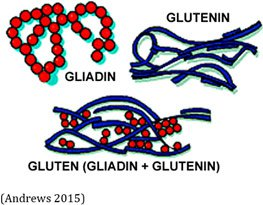 GLIADIN
GLUTENIN
GLUTEN (GLIADIN + GLUTENIN)
(Andrews 2015)